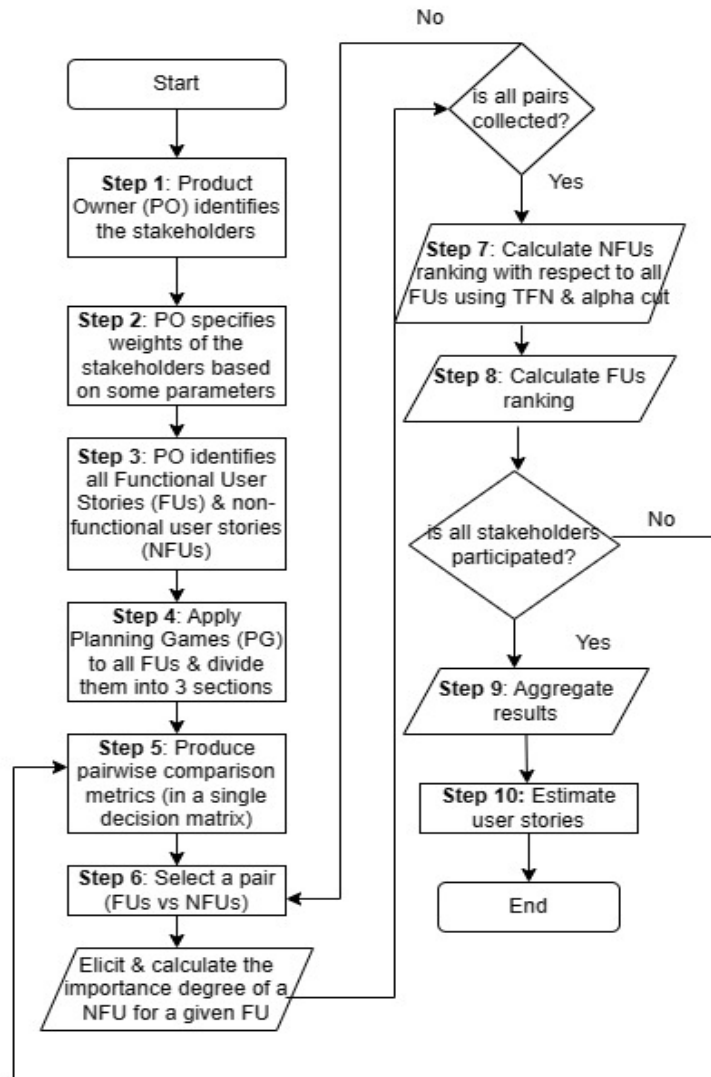 Start
Step 1: Product
Owner (PO) identifies
the stakeholders
Step 2: PO specifies
weights of the
stakeholders based
on some parameters
Step 3: PO identifies
all Functional User
Stories (FUs) & non-
functional user stories
(NFUs)
Step 4: Apply
Planning Games (PG)
to all FUs & divide
them into 3 sections
Step 5: Produce
pairwise comparison
metrics (in a single
decision matrix)
Step 6: Select a pair
(FUs vs NFUs)
Elicit & calculate the
importance degree of a
NFU for a given FU
No
is all pairs
collected?
Yes
Step 7: Calculate NFUs
ranking with respect to all
FUs using TFN & alpha cut
Step 8: Calculate FUs
ranking
is all stakeholders
participated?
No
Yes
Step 9: Aggregate
results
Step 10: Estimate
user stories
End